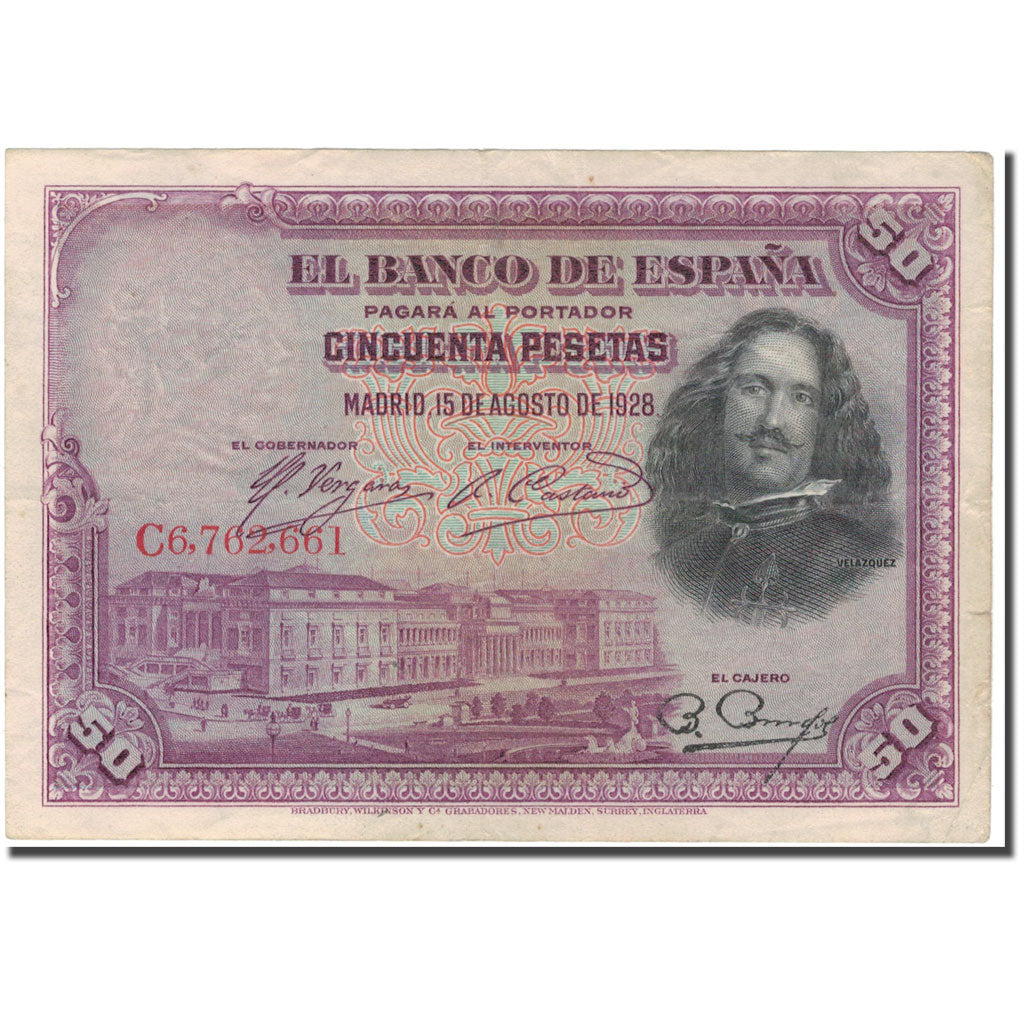 50
EL BANCO DE ESPAÑA
PAGARÁ AL PORTADOR
CINCUENTA PESETAS
MADRID 15 DE AGOSTO DE 1928
EL GOBERNADOR EL INTERVENTOR
C6,762,661
VELAZQUEZ
EL CAJERO
50 50
BRADBURY, WILKINSON Y Cª GRABADORES, NEW MALDEN, SURREY, INGLATERRA